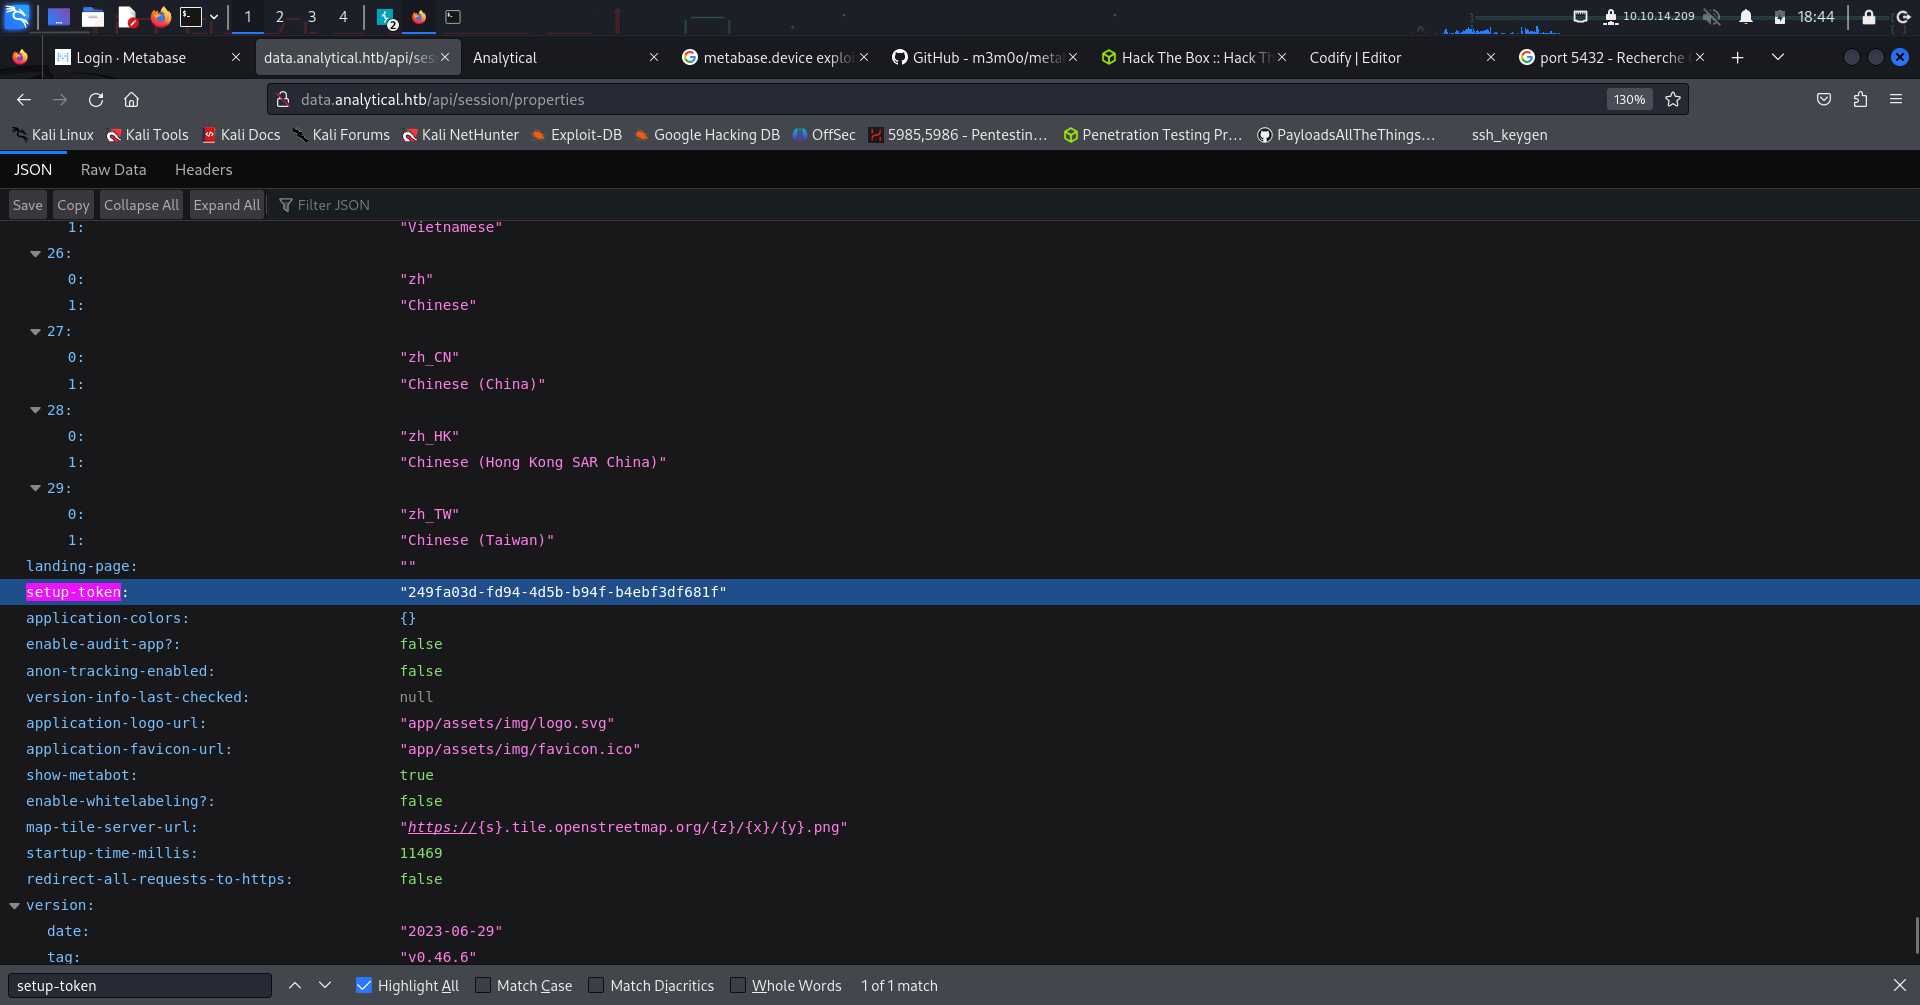 1 2 3 4 2 10.10.14.209 18:44
Login · Metabase data.analytical.htb/api/ses Analytical metabase.device exploi GitHub - m3m0o/meta Hack The Box :: Hack Th Codify | Editor port 5432 - Recherche
data.analytical.htb/api/session/properties 130%
Kali Linux Kali Tools Kali Docs Kali Forums Kali NetHunter Exploit-DB Google Hacking DB OffSec 5985,5986 - Pentestin… Penetration Testing Pr… PayloadsAllTheThings… ssh_keygen
JSON Raw Data Headers
Save Copy Collapse All Expand All Filter JSON
1: "Vietnamese"
26:
0: "zh"
1: "Chinese"
27:
0: "zh_CN"
1: "Chinese (China)"
28:
0: "zh_HK"
1: "Chinese (Hong Kong SAR China)"
29:
0: "zh_TW"
1: "Chinese (Taiwan)"
landing-page: ""
setup-token: "249fa03d-fd94-4d5b-b94f-b4ebf3df681f"
application-colors: {}
enable-audit-app?: false
anon-tracking-enabled: false
version-info-last-checked: null
application-logo-url: "app/assets/img/logo.svg"
application-favicon-url: "app/assets/img/favicon.ico"
show-metabot: true
enable-whitelabeling?: false
map-tile-server-url: "https://{s}.tile.openstreetmap.org/{z}/{x}/{y}.png"
startup-time-millis: 11469
redirect-all-requests-to-https: false
version:
date: "2023-06-29"
tag: "v0.46.6"
setup-token Highlight All Match Case Match Diacritics Whole Words 1 of 1 match